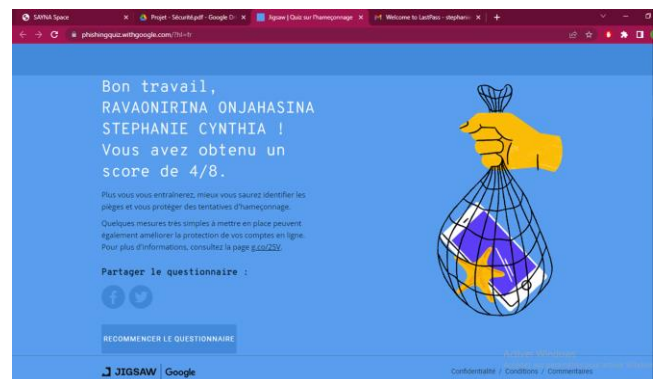 SAYNA Space
Projet - Sécurité.pdf - Google Dr
Jigsaw | Quiz sur l'hameçonnage
Welcome to LastPass - stephanie
phishingquiz.withgoogle.com/?hl=fr
Bon travail,
RAVAONIRINA ONJAHASINA
STEPHANIE CYNTHIA !
Vous avez obtenu un
score de 4/8.
Plus vous vous entraînerez, mieux vous saurez identifier les
pièges et vous protéger des tentatives d'hameçonnage.
Quelques mesures très simples à mettre en place peuvent
également améliorer la protection de vos comptes en ligne.
Pour plus d'informations, consultez la page g.co/2SV.
Partager le questionnaire :
RECOMMENCER LE QUESTIONNAIRE
Activer Windows
JIGSAW | Google
Confidentialité / Conditions / Commentaires